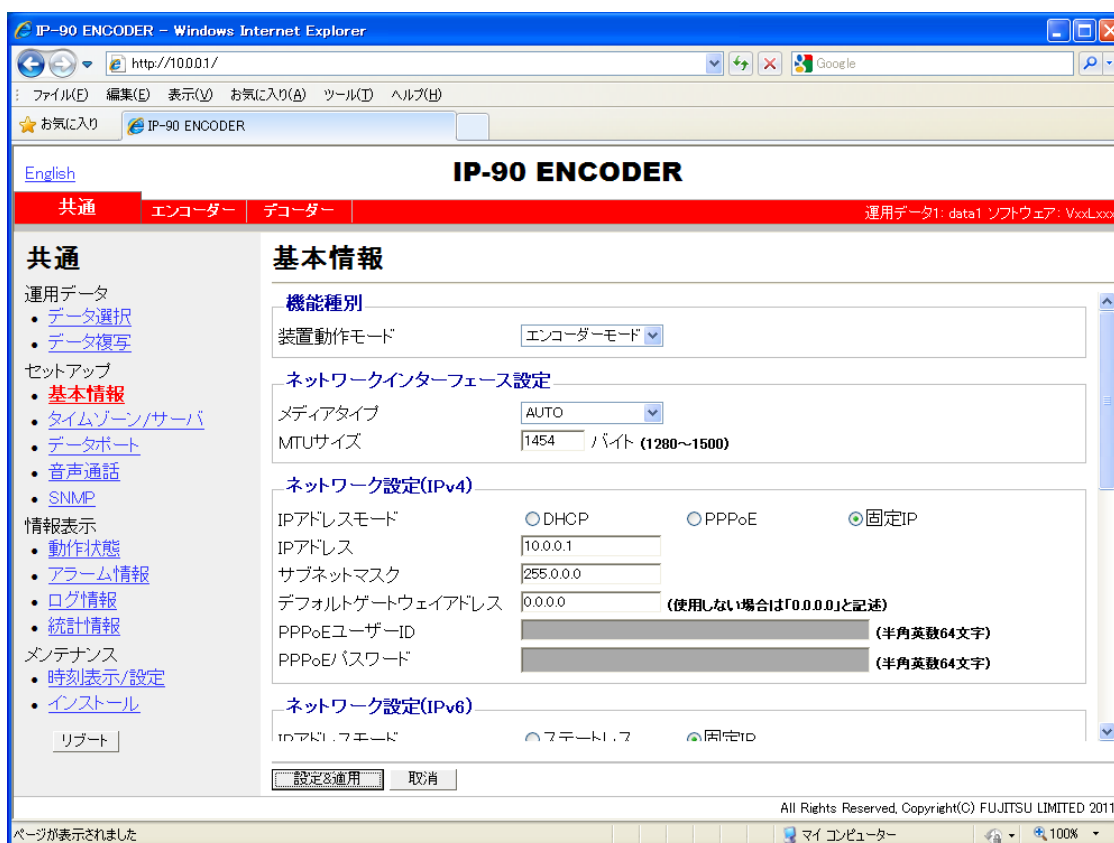 IP-90 ENCODER - Windows Internet Explorer
http://10.0.0.1/
Google
ファイル(F) 編集(E) 表示(V) お気に入り(A) ツール(T) ヘルプ(H)
お気に入り IP-90 ENCODER
English
IP-90 ENCODER
共通 エンコーダー デコーダー
運用データ1: data1 ソフトウェア: VxxLxxx
共通
運用データ
データ選択
データ複写
セットアップ
基本情報
タイムゾーン/サーバ
データポート
音声通話
SNMP
情報表示
動作状態
アラーム情報
ログ情報
統計情報
メンテナンス
時刻表示/設定
インストール
リブート
基本情報
機能種別
装置動作モード エンコーダーモード
ネットワークインターフェース設定
メディアタイプ AUTO
MTUサイズ 1454 バイト (1280～1500)
ネットワーク設定(IPv4)
IPアドレスモード DHCP PPPoE 固定IP
IPアドレス 10.0.0.1
サブネットマスク 255.0.0.0
デフォルトゲートウェイアドレス 0.0.0.0 (使用しない場合は「0.0.0.0」と記述)
PPPoEユーザーID (半角英数64文字)
PPPoEパスワード (半角英数64文字)
ネットワーク設定(IPv6)
IPアドレスモード ステートレス 固定IP
設定&適用 取消
All Rights Reserved, Copyright(C) FUJITSU LIMITED 2011
ページが表示されました マイ コンピューター 100%